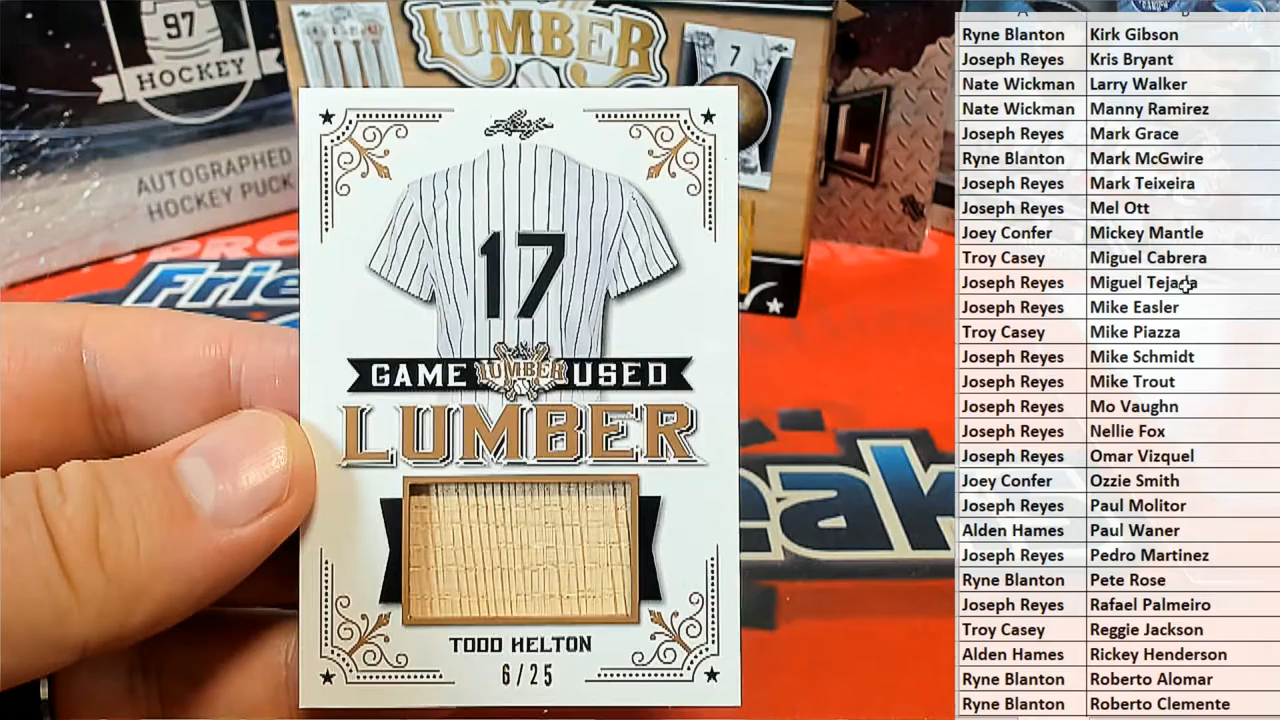 97
HOCKEY
AUTOGRAPHED
HOCKEY PUCK
LUMBER
7
Leaf
17
GAME LUMBER USED
LUMBER
TODD HELTON
6/25
Frie
eak
Ryne Blanton Kirk Gibson
Joseph Reyes Kris Bryant
Nate Wickman Larry Walker
Nate Wickman Manny Ramirez
Joseph Reyes Mark Grace
Ryne Blanton Mark McGwire
Joseph Reyes Mark Teixeira
Joseph Reyes Mel Ott
Joey Confer Mickey Mantle
Troy Casey Miguel Cabrera
Joseph Reyes Miguel Tejada
Joseph Reyes Mike Easler
Troy Casey Mike Piazza
Joseph Reyes Mike Schmidt
Joseph Reyes Mike Trout
Joseph Reyes Mo Vaughn
Joseph Reyes Nellie Fox
Joseph Reyes Omar Vizquel
Joey Confer Ozzie Smith
Joseph Reyes Paul Molitor
Alden Hames Paul Waner
Joseph Reyes Pedro Martinez
Ryne Blanton Pete Rose
Joseph Reyes Rafael Palmeiro
Troy Casey Reggie Jackson
Alden Hames Rickey Henderson
Ryne Blanton Roberto Alomar
Ryne Blanton Roberto Clemente